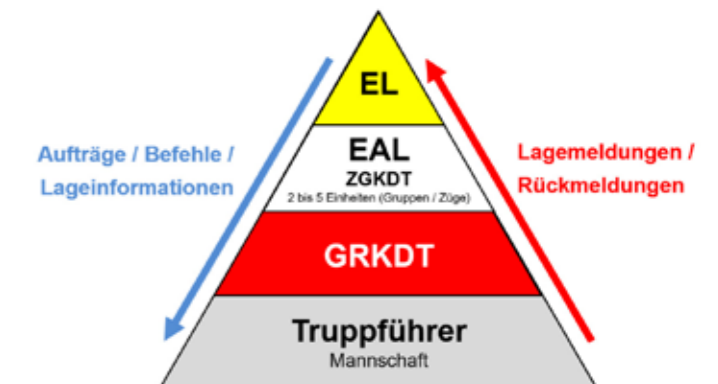 EL
EAL
ZGKDT
2 bis 5 Einheiten (Gruppen / Züge)
Aufträge / Befehle /
Lageinformationen
Lagemeldungen /
Rückmeldungen
GRKDT
Truppführer
Mannschaft